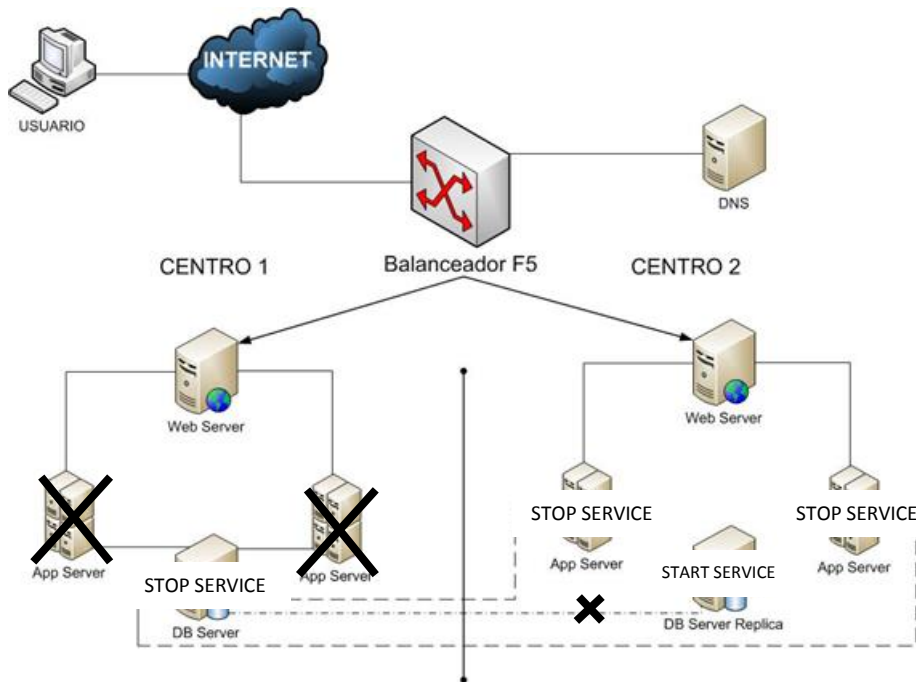 INTERNET
USUARIO
DNS
CENTRO 1
Balanceador F5
CENTRO 2
Web Server
Web Server
STOP SERVICE
STOP SERVICE
App Server
App Server
STOP SERVICE
App Server
START SERVICE
App Server
DB Server
DB Server Replica